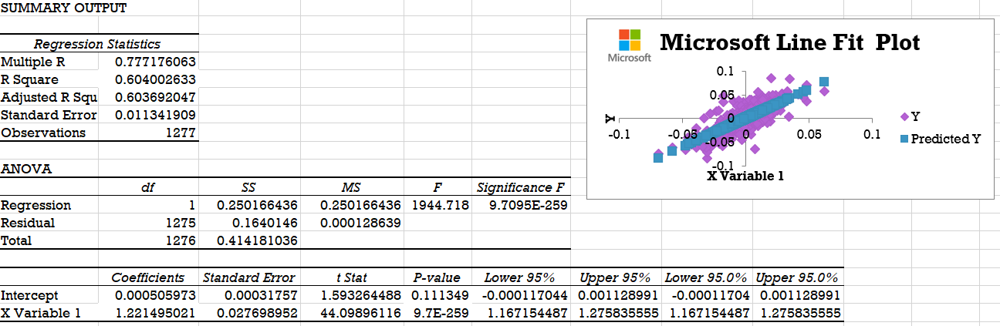 SUMMARY OUTPUT
Regression Statistics
Multiple R 0.777176063
R Square 0.604002633
Adjusted R Squ 0.603692047
Standard Error 0.011341909
Observations 1277
ANOVA
df SS MS F Significance F
Regression 1 0.250166436 0.250166436 1944.718 9.7095E-259
Residual 1275 0.1640146 0.000128639
Total 1276 0.414181036
Coefficients Standard Error t Stat P-value Lower 95% Upper 95% Lower 95.0% Upper 95.0%
Intercept 0.000505973 0.00031757 1.593264488 0.111349 -0.000117044 0.001128991 -0.00011704 0.001128991
X Variable 1 1.221495021 0.027698952 44.09896116 9.7E-259 1.167154487 1.275835555 1.167154487 1.275835555
Microsoft
Microsoft Line Fit Plot
0.1
0.05
0
-0.05
-0.1
Y
-0.1 -0.05 0 0.05 0.1
X Variable 1
Y
Predicted Y